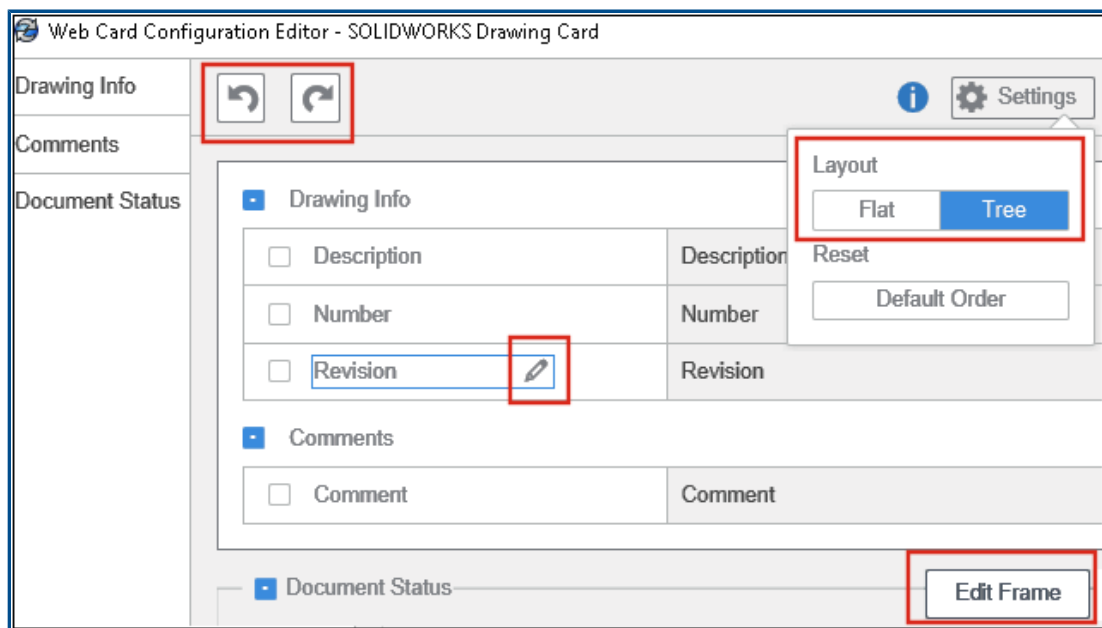 Web Card Configuration Editor - SOLIDWORKS Drawing Card
Drawing Info
Comments
Document Status
i
Settings
Layout
Flat
Tree
Reset
Default Order
Drawing Info
Description
Description
Number
Number
Revision
Revision
Comments
Comment
Comment
Document Status
Edit Frame